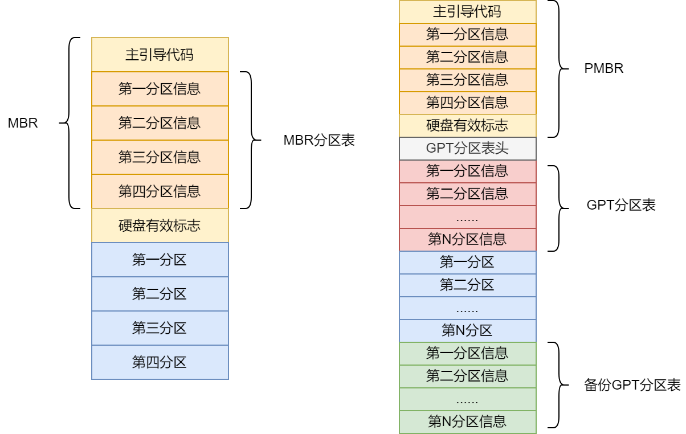 MBR
主引导代码
第一分区信息
第二分区信息
第三分区信息
第四分区信息
硬盘有效标志
第一分区
第二分区
第三分区
第四分区
MBR分区表
主引导代码
第一分区信息
第二分区信息
第三分区信息
第四分区信息
硬盘有效标志
GPT分区表头
第一分区信息
第二分区信息
......
第N分区信息
第一分区
第二分区
......
第N分区
第一分区信息
第二分区信息
......
第N分区信息
PMBR
GPT分区表
备份GPT分区表